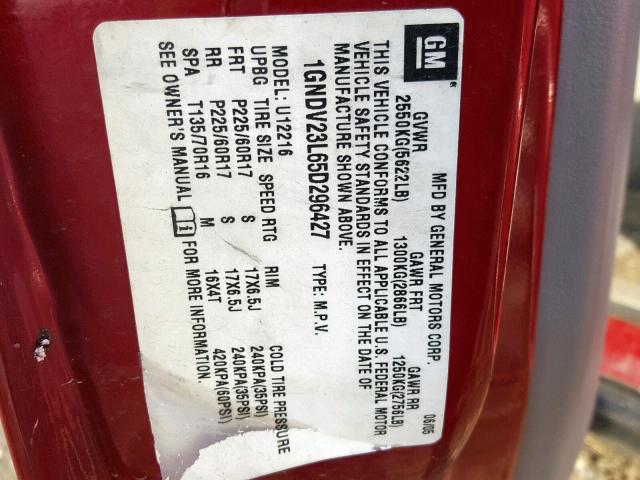 GM
MFD BY GENERAL MOTORS CORP. 06/05
GVWR GAWR FRT GAWR RR
2550KG(5622LB) 1300KG(2866LB) 1250KG(2756LB)
THIS VEHICLE CONFORMS TO ALL APPLICABLE U.S. FEDERAL MOTOR
VEHICLE SAFETY STANDARDS IN EFFECT ON THE DATE OF
MANUFACTURE SHOWN ABOVE.
1GNDV23L65D296427 TYPE: M.P.V.
MODEL: U12216
UPBG TIRE SIZE SPEED RTG RIM COLD TIRE PRESSURE
FRT P225/60R17 S 17X6.5J 240KPA(35PSI)
RR P225/60R17 S 17X6.5J 240KPA(35PSI)
SPA T135/70R16 M 16X4T 420KPA(60PSI)
SEE OWNER'S MANUAL i FOR MORE INFORMATION.